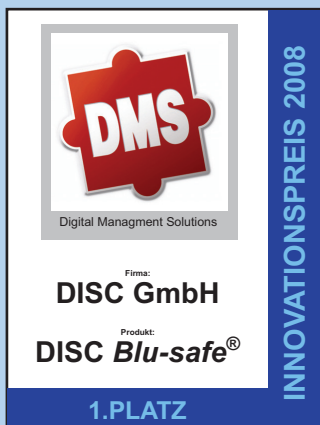 DMS
Digital Managment Solutions
Firma:
DISC GmbH
Produkt:
DISC Blu-safe®
1.PLATZ
INNOVATIONSPREIS 2008